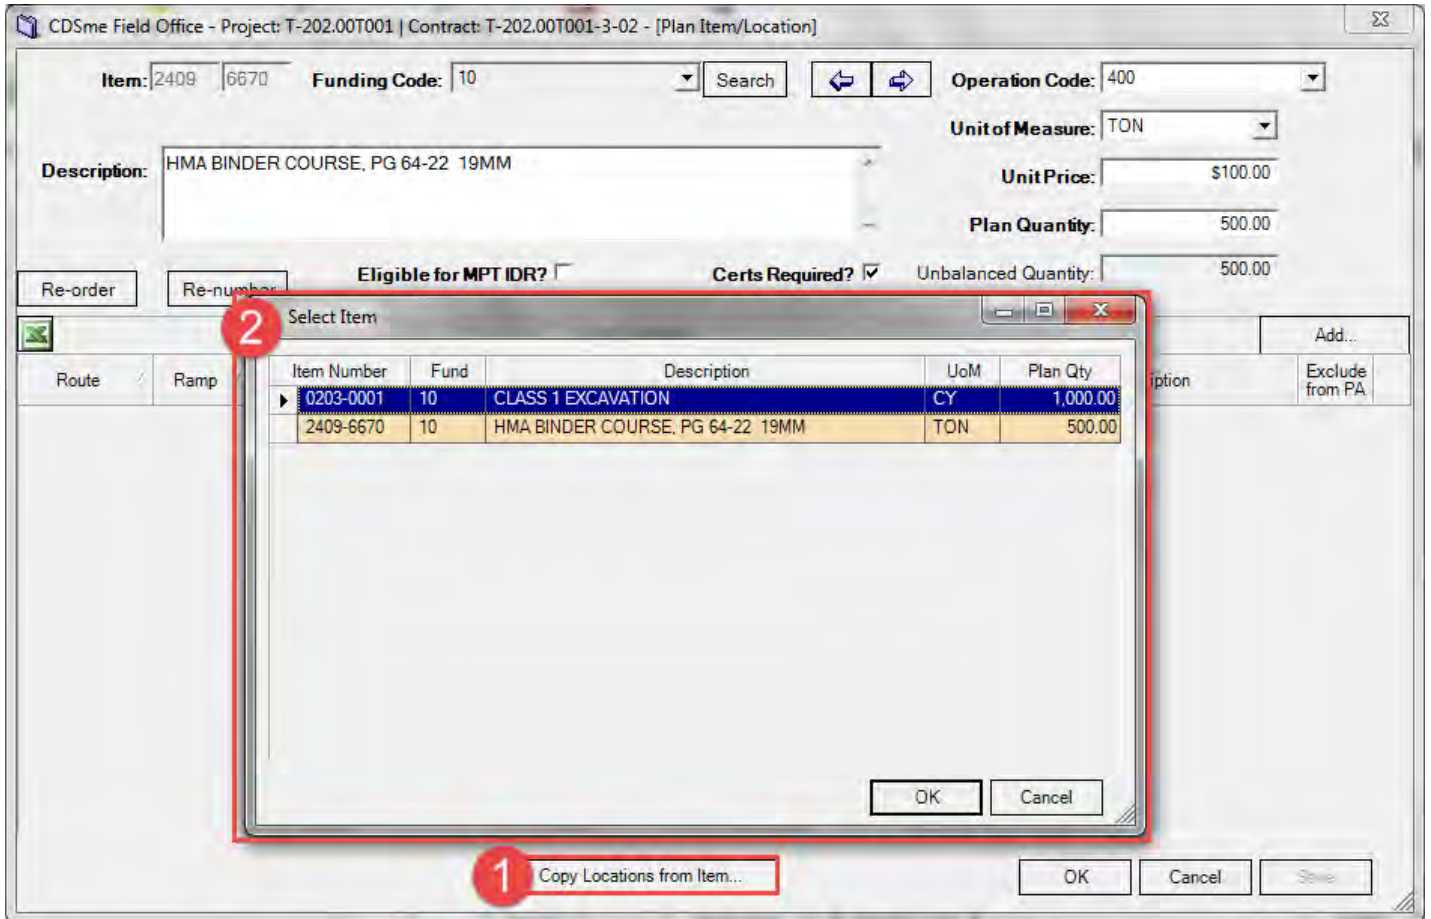 CDSme Field Office - Project: T-202.00T001 | Contract: T-202.00T001-3-02 - [Plan Item/Location]
Item: 2409 6670 Funding Code: 10 Search Operation Code: 400
Unit of Measure: TON
Description: HMA BINDER COURSE, PG 64-22 19MM
Unit Price: $100.00
Plan Quantity: 500.00
Eligible for MPT IDR? Certs Required? Unbalanced Quantity: 500.00
Re-order Re-number
2 Select Item
Add...
Route Ramp Exclude from PA
Item Number Fund Description UoM Plan Qty
0203-0001 10 CLASS 1 EXCAVATION CY 1,000.00
2409-6670 10 HMA BINDER COURSE, PG 64-22 19MM TON 500.00
OK Cancel
1 Copy Locations from Item... OK Cancel Save